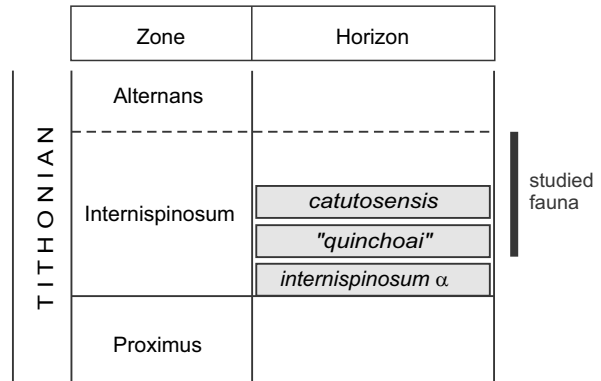 Zone Horizon
TITHONIAN
Alternans
Internispinosum
catutosensis
"quinchoai"
internispinosum α
Proximus
studied
fauna